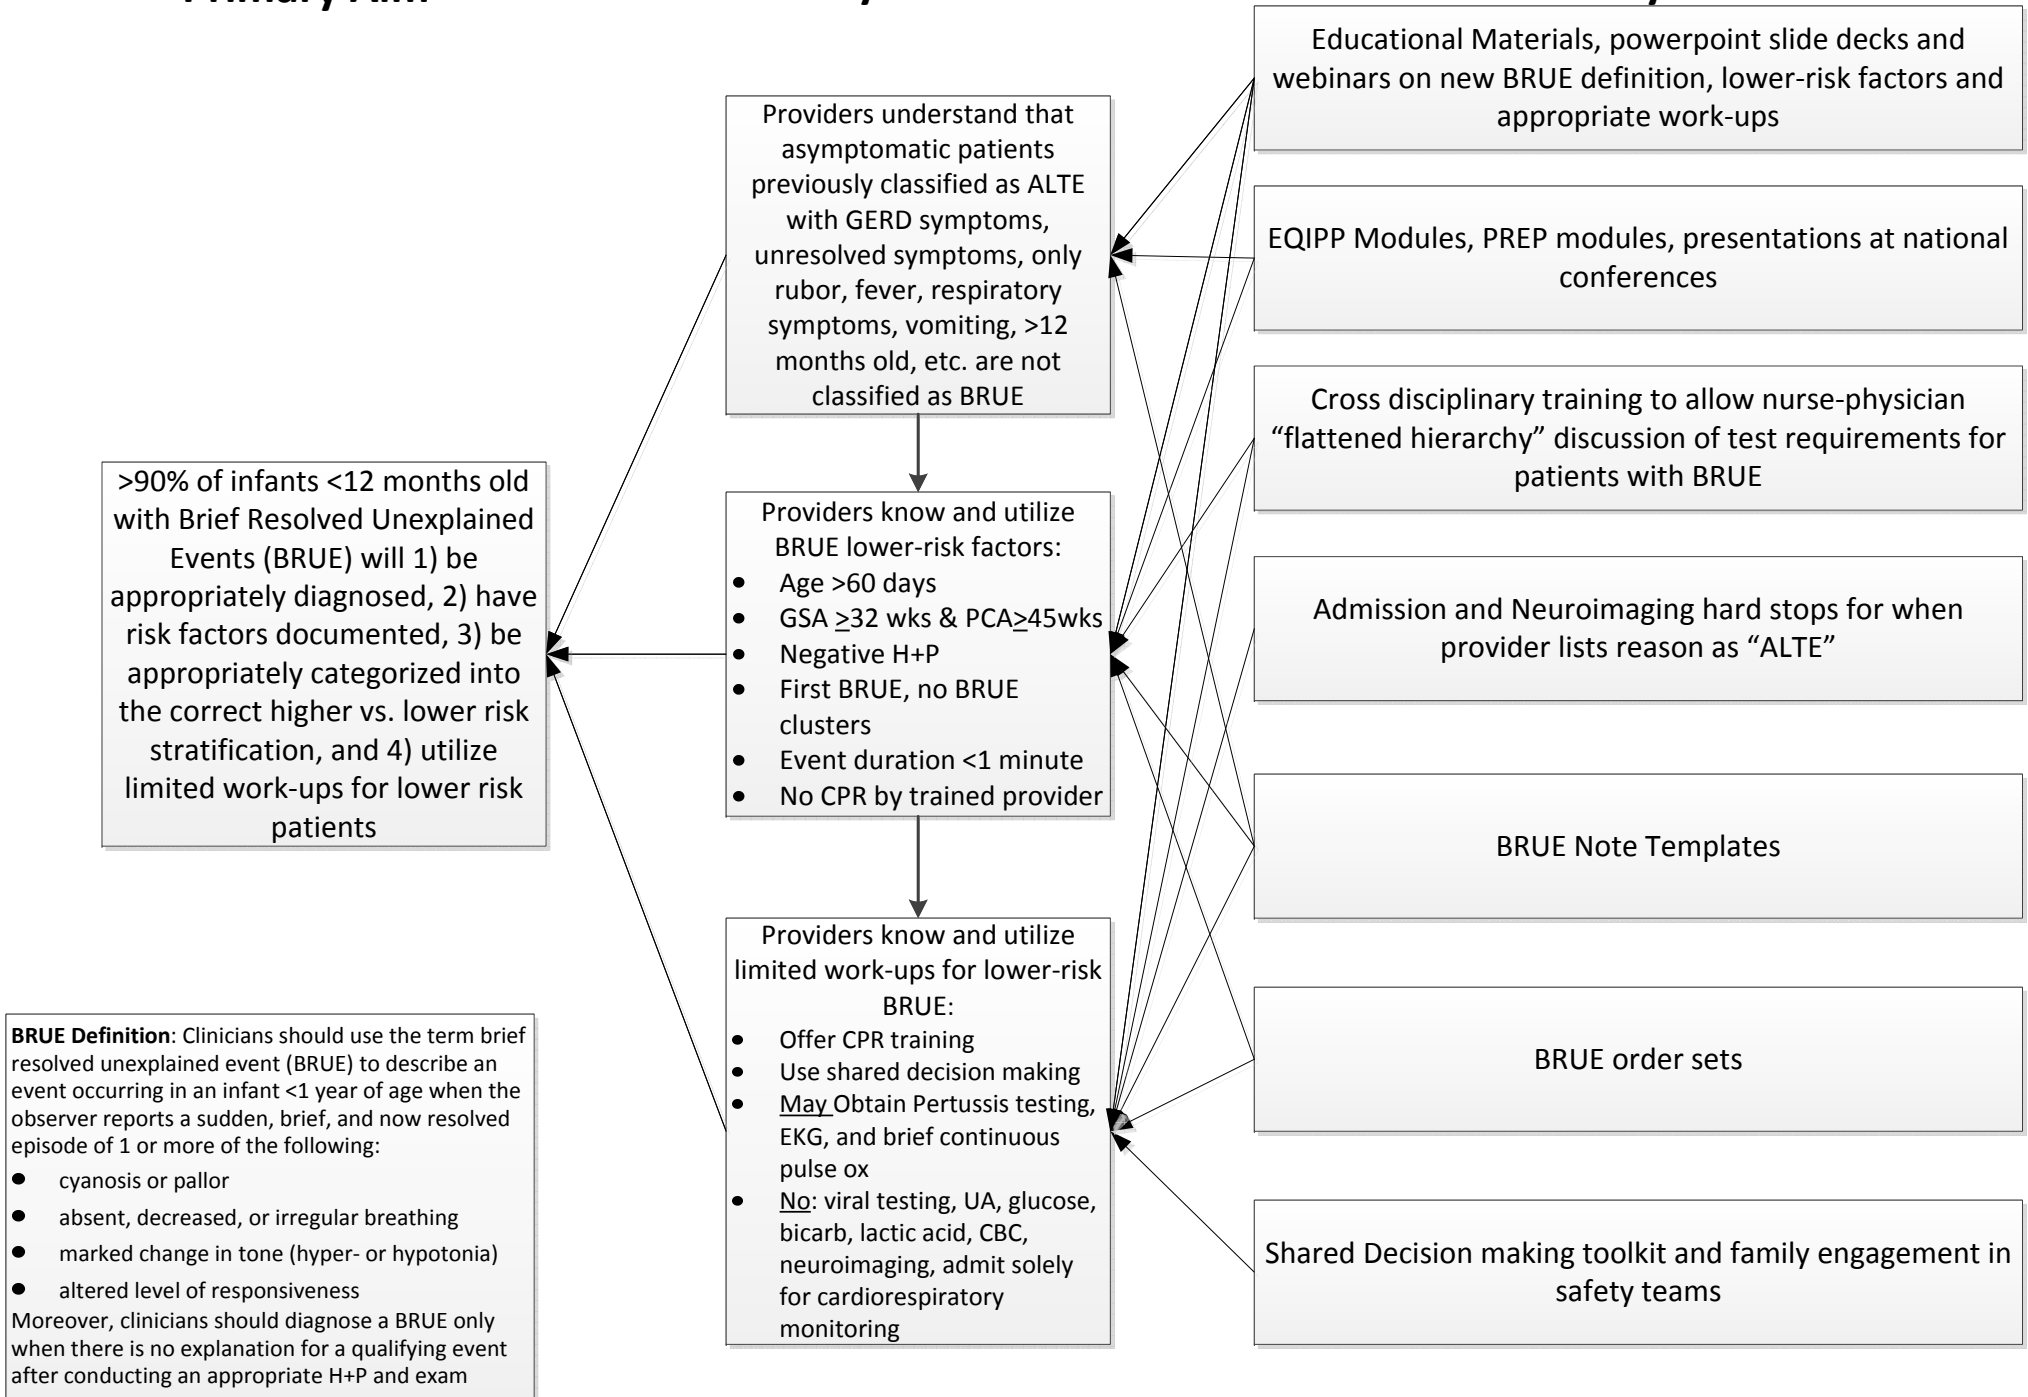 Primary Aim
>90% of infants <12 months old
with Brief Resolved Unexplained
Events (BRUE) will 1) be
appropriately diagnosed, 2) have
risk factors documented, 3) be
appropriately categorized into
the correct higher vs. lower risk
stratification, and 4) utilize
limited work-ups for lower risk
patients
BRUE Definition: Clinicians should use the term brief
resolved unexplained event (BRUE) to describe an
event occurring in an infant <1 year of age when the
observer reports a sudden, brief, and now resolved
episode of 1 or more of the following:
● cyanosis or pallor
● absent, decreased, or irregular breathing
● marked change in tone (hyper- or hypotonia)
● altered level of responsiveness
Moreover, clinicians should diagnose a BRUE only
when there is no explanation for a qualifying event
after conducting an appropriate H+P and exam
Providers understand that
asymptomatic patients
previously classified as ALTE
with GERD symptoms,
unresolved symptoms, only
rubor, fever, respiratory
symptoms, vomiting, >12
months old, etc. are not
classified as BRUE
Providers know and utilize
BRUE lower-risk factors:
● Age >60 days
● GSA ≥32 wks & PCA≥45wks
● Negative H+P
● First BRUE, no BRUE
clusters
● Event duration <1 minute
● No CPR by trained provider
Providers know and utilize
limited work-ups for lower-risk
BRUE:
● Offer CPR training
● Use shared decision making
● May Obtain Pertussis testing,
EKG, and brief continuous
pulse ox
● No: viral testing, UA, glucose,
bicarb, lactic acid, CBC,
neuroimaging, admit solely
for cardiorespiratory
monitoring
Educational Materials, powerpoint slide decks and
webinars on new BRUE definition, lower-risk factors and
appropriate work-ups
EQIPP Modules, PREP modules, presentations at national
conferences
Cross disciplinary training to allow nurse-physician
“flattened hierarchy” discussion of test requirements for
patients with BRUE
Admission and Neuroimaging hard stops for when
provider lists reason as “ALTE”
BRUE Note Templates
BRUE order sets
Shared Decision making toolkit and family engagement in
safety teams